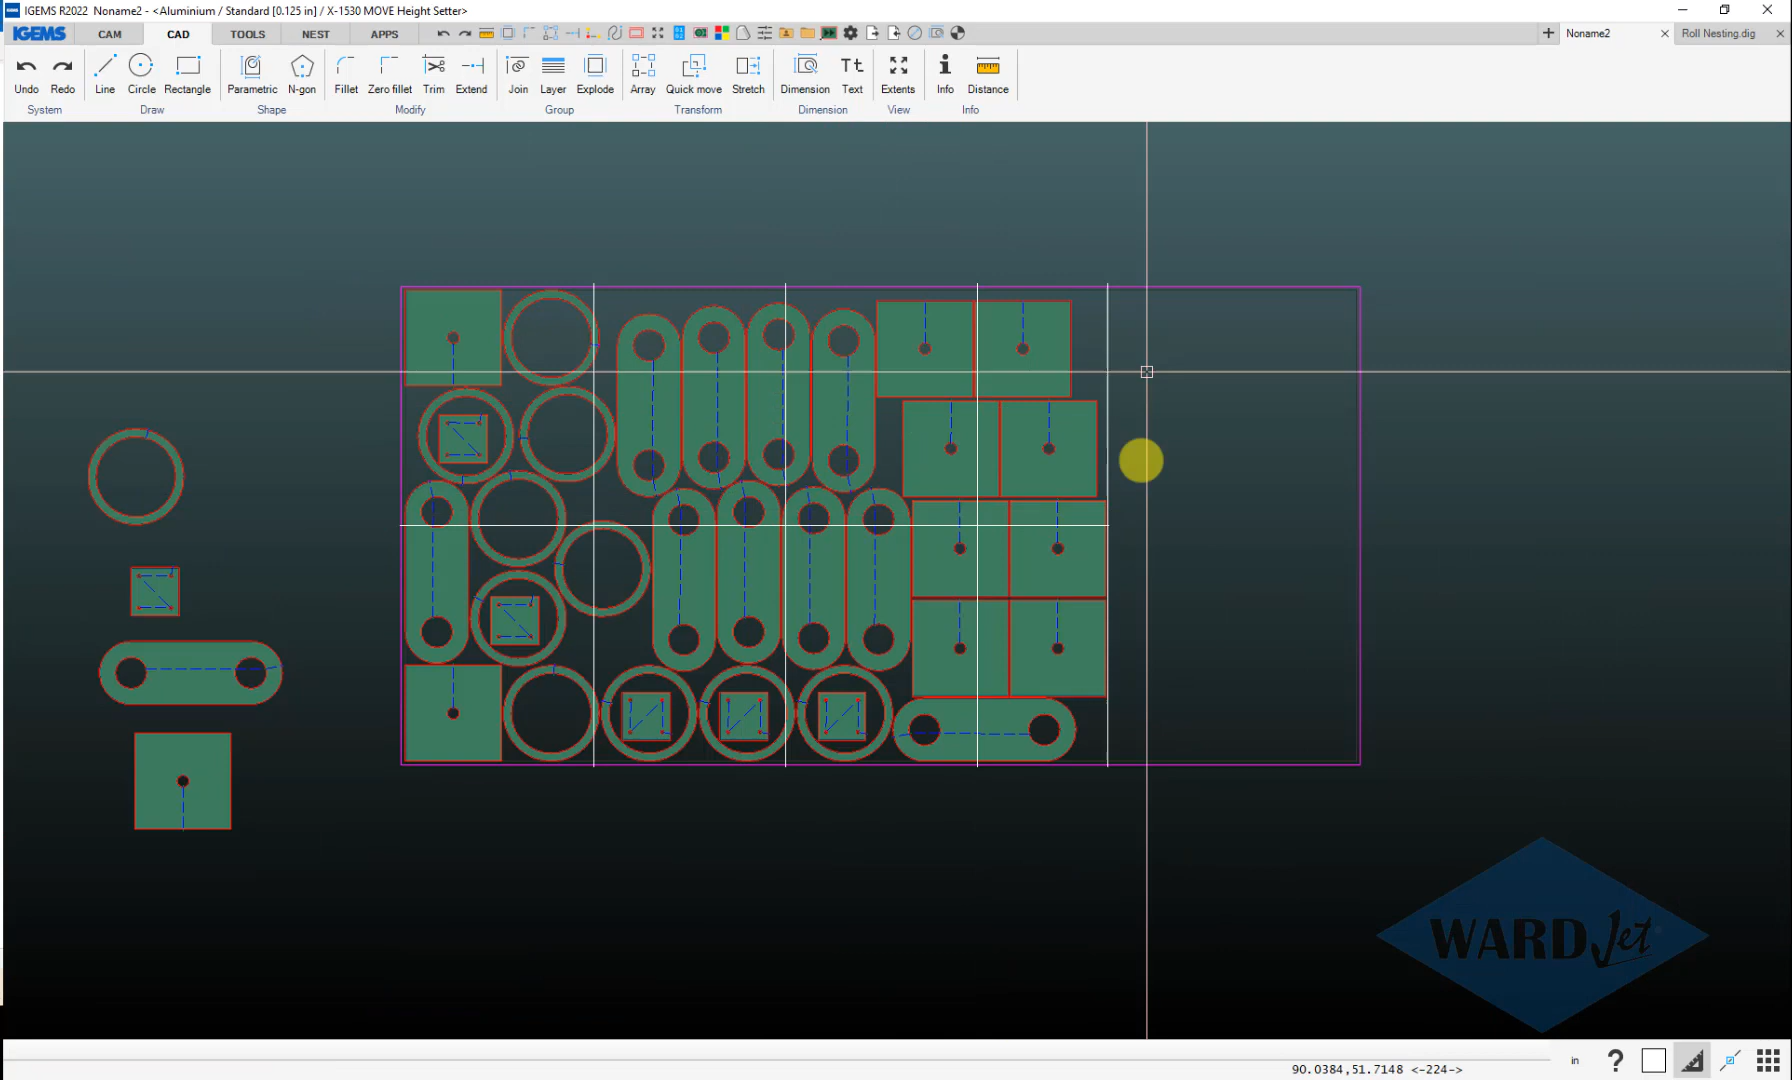 IGEMS R2022 Noname2 - <Aluminium / Standard [0.125 in] / X-1530 MOVE Height Setter>
IGEMS CAM CAD TOOLS NEST APPS Noname2 Roll Nesting.dig
Undo Redo Line Circle Rectangle Parametric N-gon Fillet Zero fillet Trim Extend Join Layer Explode Array Quick move Stretch Dimension Text Extents Info Distance
System Draw Shape Modify Group Transform Dimension View Info
WARDJet
in
90.0384,51.7148 <-224->